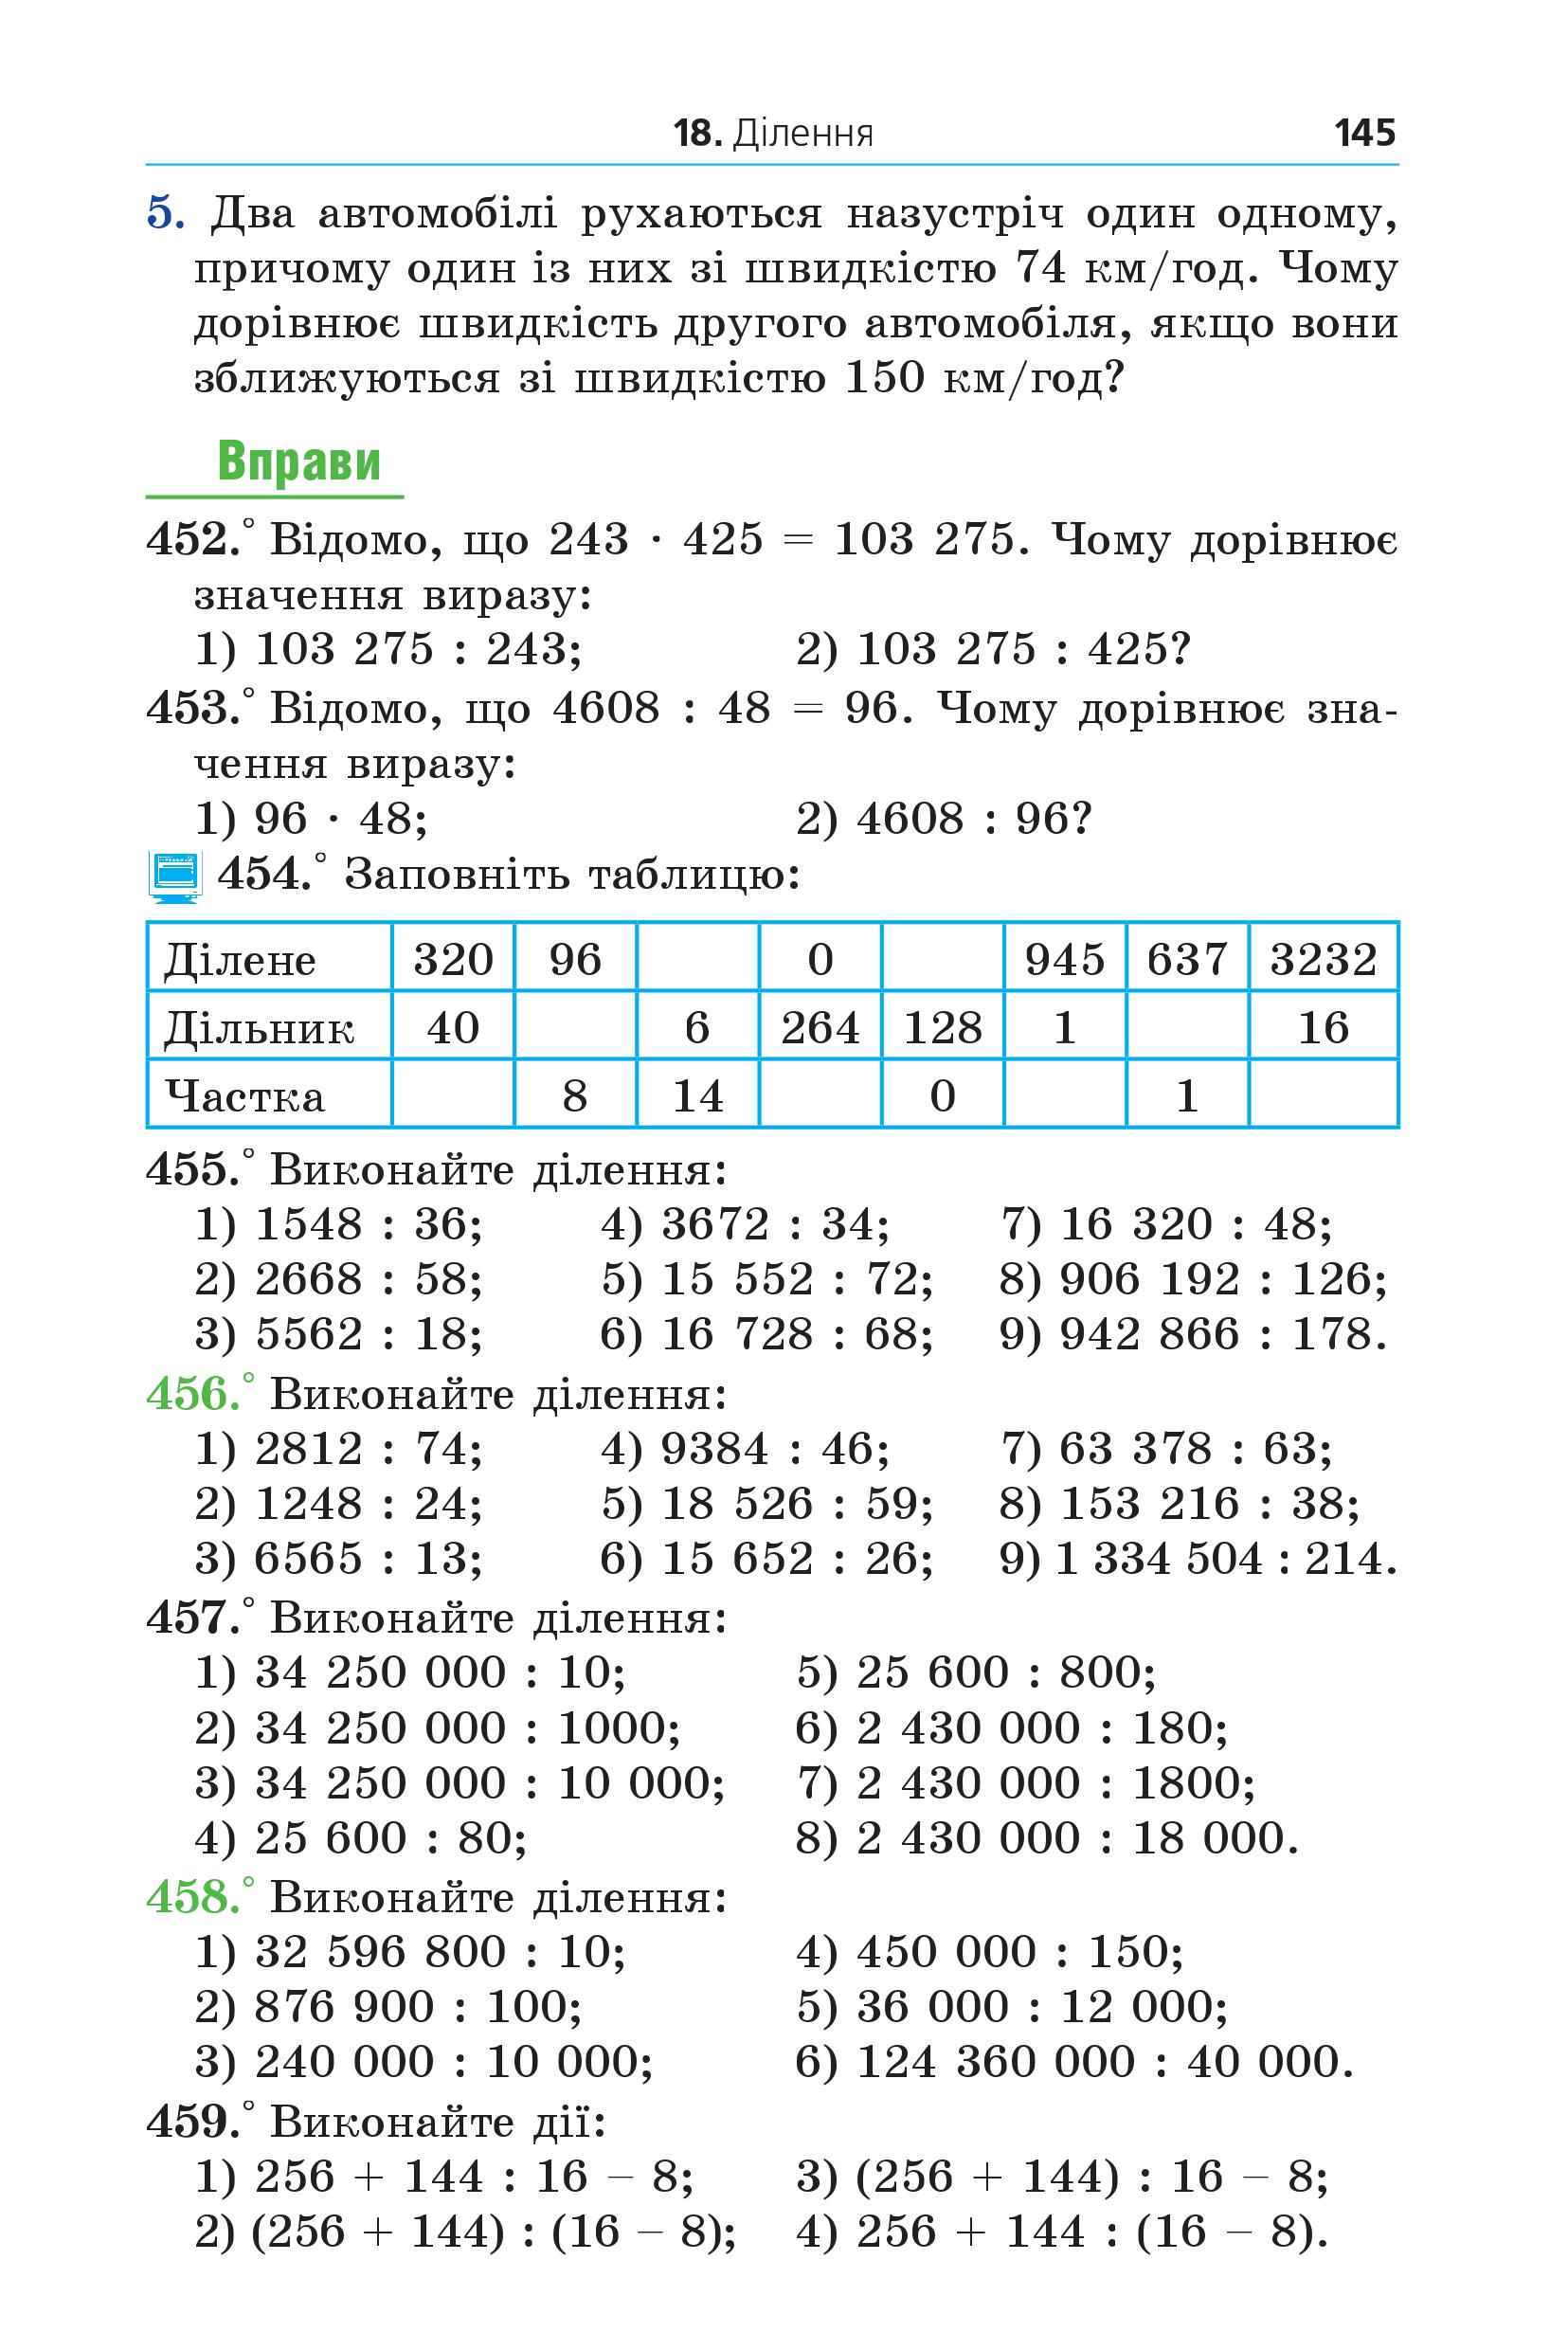 18. Ділення 145
5. Два автомобілі рухаються назустріч один одному,
причому один із них зі швидкістю 74 км/год. Чому
дорівнює швидкість другого автомобіля, якщо вони
зближуються зі швидкістю 150 км/год?
Вправи
452.° Відомо, що 243 · 425 = 103 275. Чому дорівнює
значення виразу:
1) 103 275 : 243; 2) 103 275 : 425?
453.° Відомо, що 4608 : 48 = 96. Чому дорівнює зна-
чення виразу:
1) 96 · 48; 2) 4608 : 96?
454.° Заповніть таблицю:
Ділене 320 96 0 945 637 3232
Дільник 40 6 264 128 1 16
Частка 8 14 0 1
455.° Виконайте ділення:
1) 1548 : 36; 4) 3672 : 34; 7) 16 320 : 48;
2) 2668 : 58; 5) 15 552 : 72; 8) 906 192 : 126;
3) 5562 : 18; 6) 16 728 : 68; 9) 942 866 : 178.
456.° Виконайте ділення:
1) 2812 : 74; 4) 9384 : 46; 7) 63 378 : 63;
2) 1248 : 24; 5) 18 526 : 59; 8) 153 216 : 38;
3) 6565 : 13; 6) 15 652 : 26; 9) 1 334 504 : 214.
457.° Виконайте ділення:
1) 34 250 000 : 10; 5) 25 600 : 800;
2) 34 250 000 : 1000; 6) 2 430 000 : 180;
3) 34 250 000 : 10 000; 7) 2 430 000 : 1800;
4) 25 600 : 80; 8) 2 430 000 : 18 000.
458.° Виконайте ділення:
1) 32 596 800 : 10; 4) 450 000 : 150;
2) 876 900 : 100; 5) 36 000 : 12 000;
3) 240 000 : 10 000; 6) 124 360 000 : 40 000.
459.° Виконайте дії:
1) 256 + 144 : 16 – 8; 3) (256 + 144) : 16 – 8;
2) (256 + 144) : (16 – 8); 4) 256 + 144 : (16 – 8).